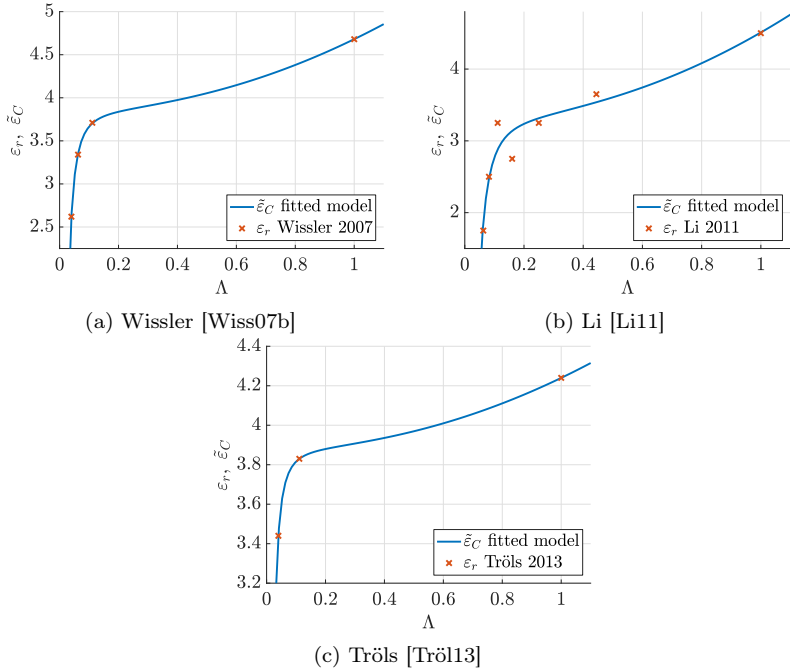 5
4.5
4
3.5
3
2.5
0 0.2 0.4 0.6 0.8 1
Λ
ε_r, ε̃_C
ε̃_C fitted model
ε_r Wissler 2007
(a) Wissler [Wiss07b]
4
3
2
0 0.2 0.4 0.6 0.8 1
Λ
ε_r, ε̃_C
ε̃_C fitted model
ε_r Li 2011
(b) Li [Li11]
4.4
4.2
4
3.8
3.6
3.4
3.2
0 0.2 0.4 0.6 0.8 1
Λ
ε_r, ε̃_C
ε̃_C fitted model
ε_r Tröls 2013
(c) Tröls [Tröl13]